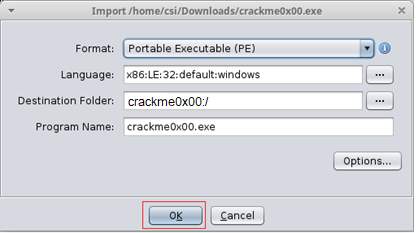 Import /home/csi/Downloads/crackme0x00.exe
Format: Portable Executable (PE)
Language: x86:LE:32:default:windows ...
Destination Folder: crackme0x00:/ ...
Program Name: crackme0x00.exe
Options...
OK Cancel